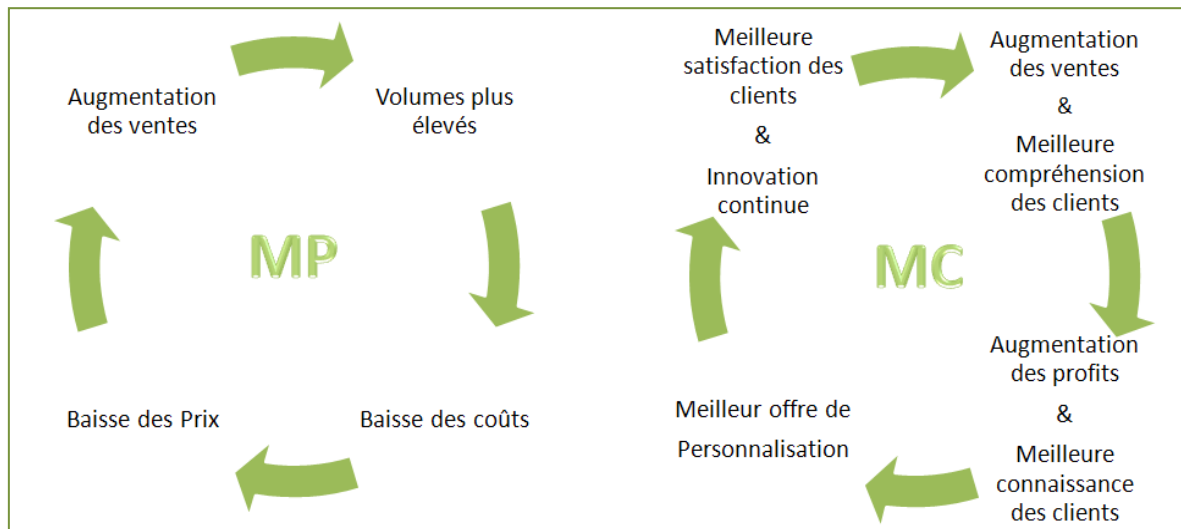 Augmentation
des ventes
Volumes plus
élevés
MP
Baisse des Prix
Baisse des coûts
Meilleure
satisfaction des
clients
&
Innovation
continue
Augmentation
des ventes
&
Meilleure
compréhension
des clients
MC
Meilleur offre de
Personnalisation
Augmentation
des profits
&
Meilleure
connaissance
des clients